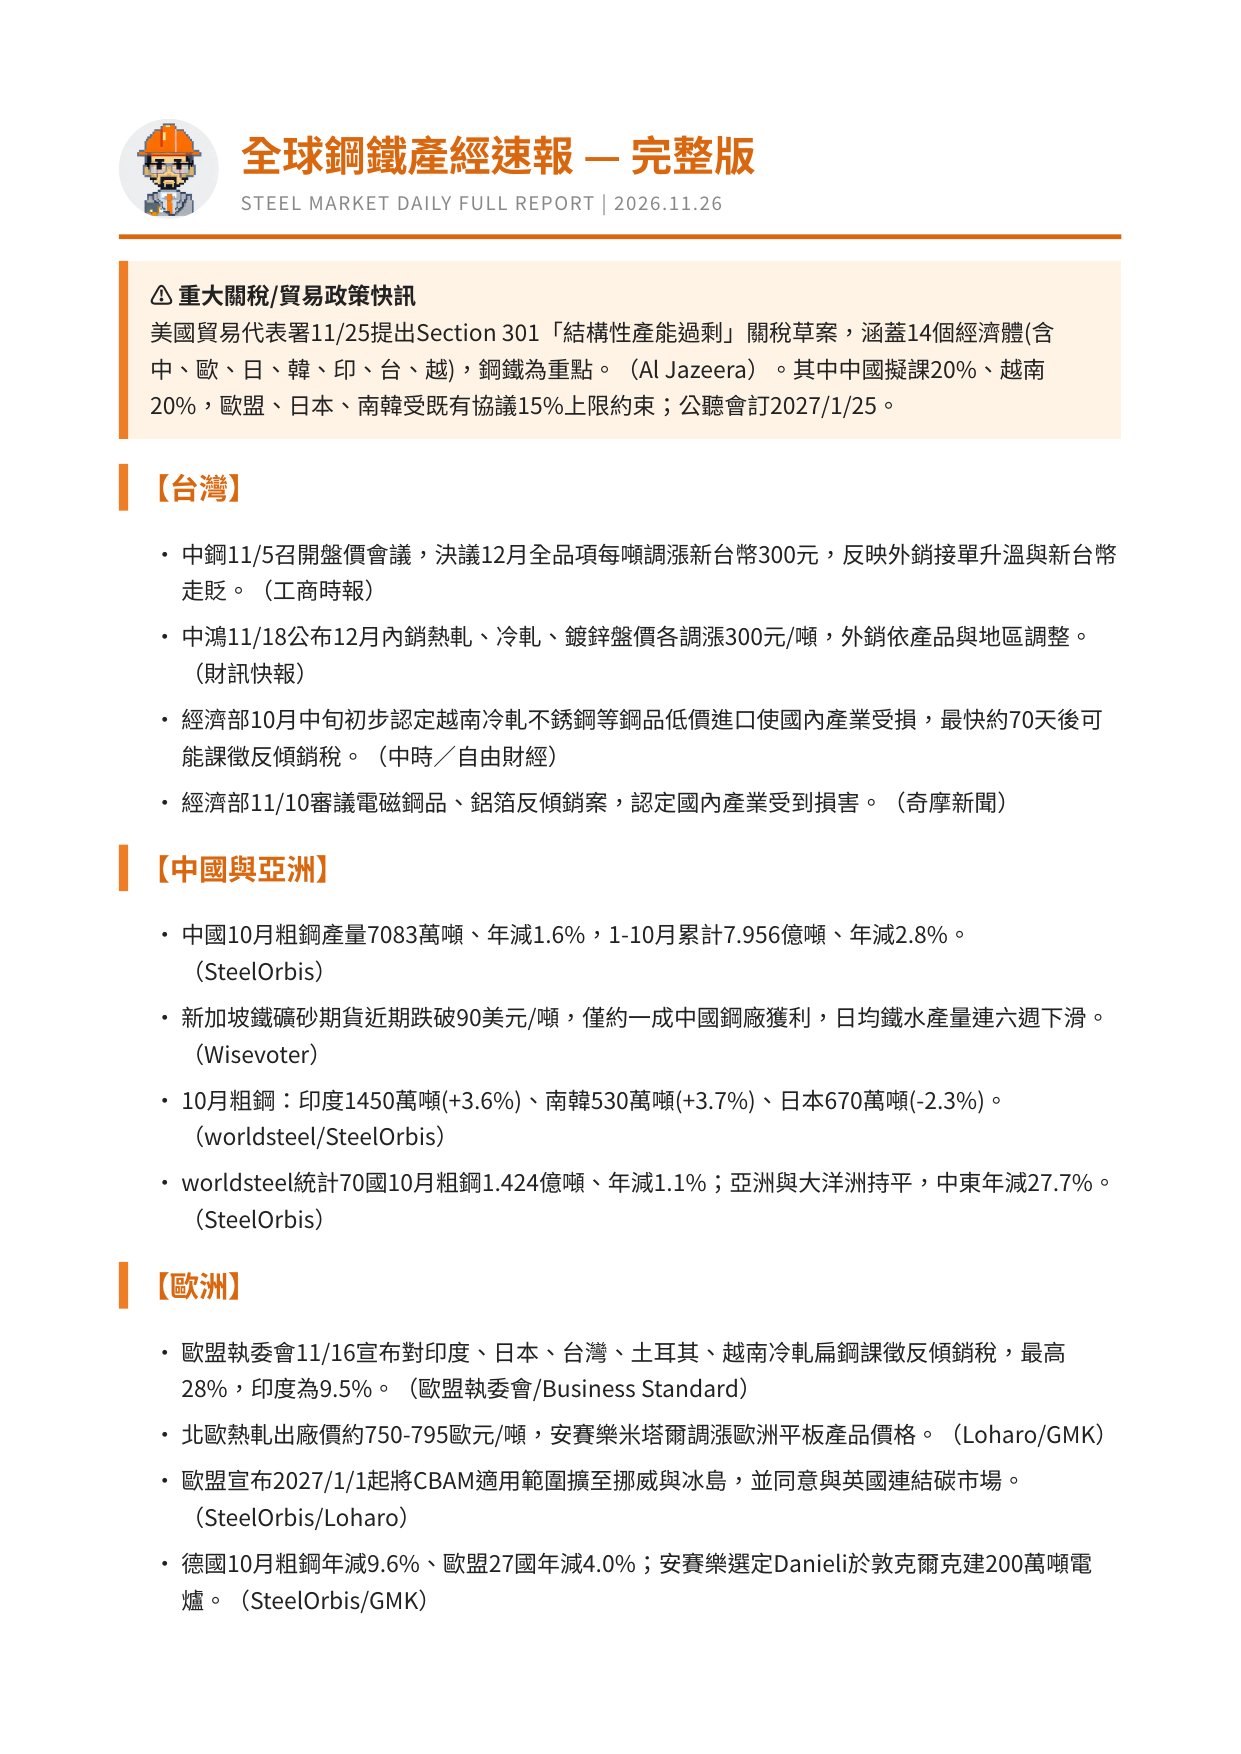 全球鋼鐵產經速報 — 完整版
STEEL MARKET DAILY FULL REPORT | 2026.11.26
⚠ 重大關稅/貿易政策快訊
美國貿易代表署11/25提出Section 301「結構性產能過剩」關稅草案，涵蓋14個經濟體(含
中、歐、日、韓、印、台、越)，鋼鐵為重點。（Al Jazeera）。其中中國擬課20%、越南
20%，歐盟、日本、南韓受既有協議15%上限約束；公聽會訂2027/1/25。
【台灣】
・中鋼11/5召開盤價會議，決議12月全品項每噸調漲新台幣300元，反映外銷接單升溫與新台幣
走貶。（工商時報）
・中鴻11/18公布12月內銷熱軋、冷軋、鍍鋅盤價各調漲300元/噸，外銷依產品與地區調整。
（財訊快報）
・經濟部10月中旬初步認定越南冷軋不銹鋼等鋼品低價進口使國內產業受損，最快約70天後可
能課徵反傾銷稅。（中時／自由財經）
・經濟部11/10審議電磁鋼品、鋁箔反傾銷案，認定國內產業受到損害。（奇摩新聞）
【中國與亞洲】
・中國10月粗鋼產量7083萬噸、年減1.6%，1-10月累計7.956億噸、年減2.8%。
（SteelOrbis）
・新加坡鐵礦砂期貨近期跌破90美元/噸，僅約一成中國鋼廠獲利，日均鐵水產量連六週下滑。
（Wisevoter）
・10月粗鋼：印度1450萬噸(+3.6%)、南韓530萬噸(+3.7%)、日本670萬噸(-2.3%)。
（worldsteel/SteelOrbis）
・worldsteel統計70國10月粗鋼1.424億噸、年減1.1%；亞洲與大洋洲持平，中東年減27.7%。
（SteelOrbis）
【歐洲】
・歐盟執委會11/16宣布對印度、日本、台灣、土耳其、越南冷軋扁鋼課徵反傾銷稅，最高
28%，印度為9.5%。（歐盟執委會/Business Standard）
・北歐熱軋出廠價約750-795歐元/噸，安賽樂米塔爾調漲歐洲平板產品價格。（Loharo/GMK）
・歐盟宣布2027/1/1起將CBAM適用範圍擴至挪威與冰島，並同意與英國連結碳市場。
（SteelOrbis/Loharo）
・德國10月粗鋼年減9.6%、歐盟27國年減4.0%；安賽樂選定Danieli於敦克爾克建200萬噸電
爐。（SteelOrbis/GMK）